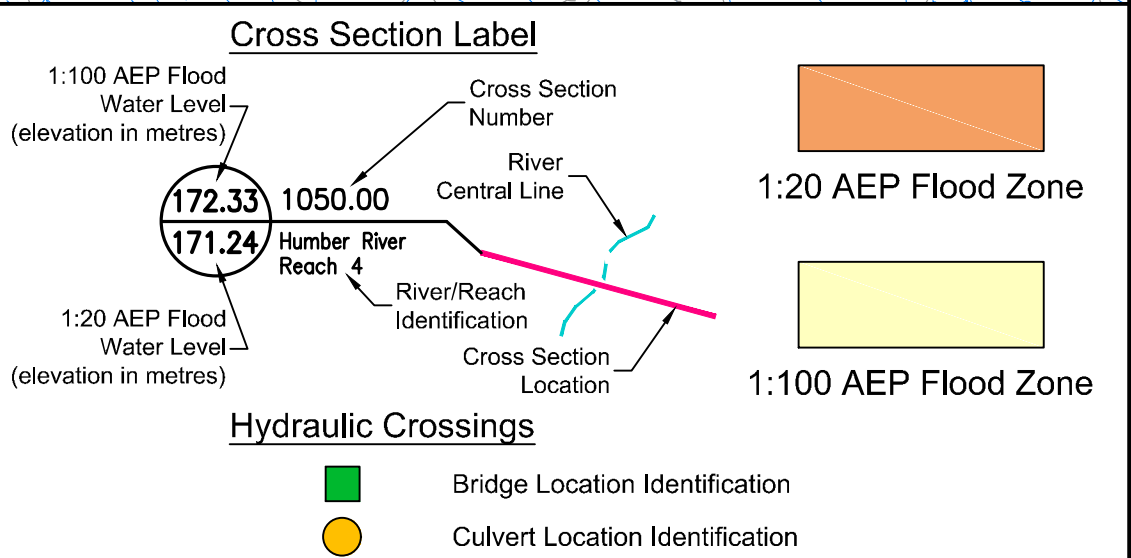 Cross Section Label
1:100 AEP Flood
Water Level
(elevation in metres)
Cross Section
Number
River
Central Line
172.33
1050.00
171.24
Humber River
Reach 4
River/Reach
Identification
1:20 AEP Flood
Water Level
(elevation in metres)
Cross Section
Location
1:20 AEP Flood Zone
1:100 AEP Flood Zone
Hydraulic Crossings
Bridge Location Identification
Culvert Location Identification